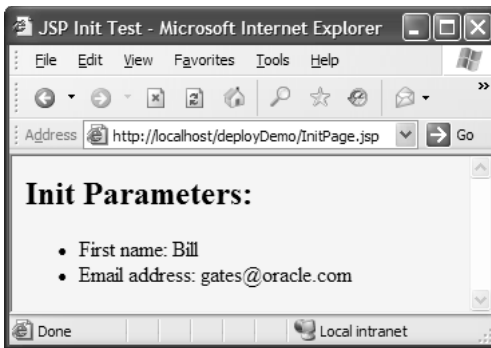 JSP Init Test - Microsoft Internet Explorer
File Edit View Favorites Tools Help
»
Address http://localhost/deployDemo/InitPage.jsp Go
Init Parameters:
• First name: Bill
• Email address: gates@oracle.com
Done Local intranet